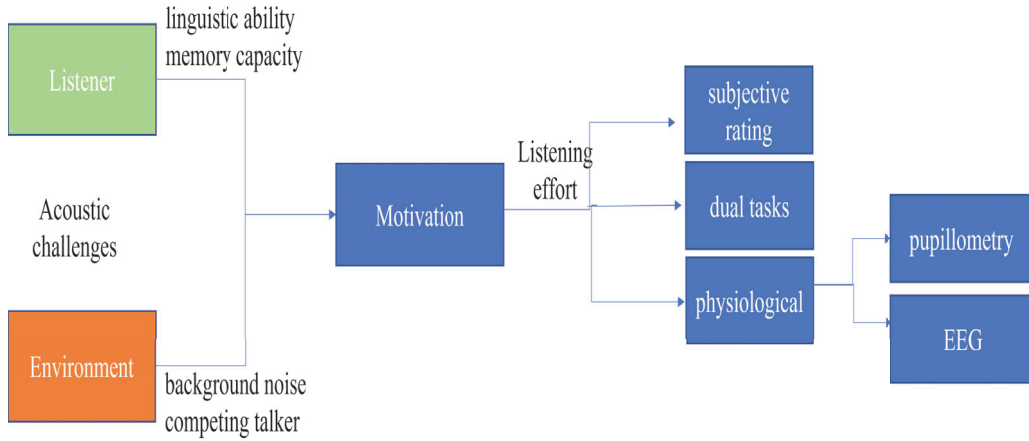 linguistic ability
memory capacity
Listener
Acoustic
challenges
Environment
background noise
competing talker
Motivation
Listening
effort
subjective
rating
dual tasks
physiological
pupillometry
EEG